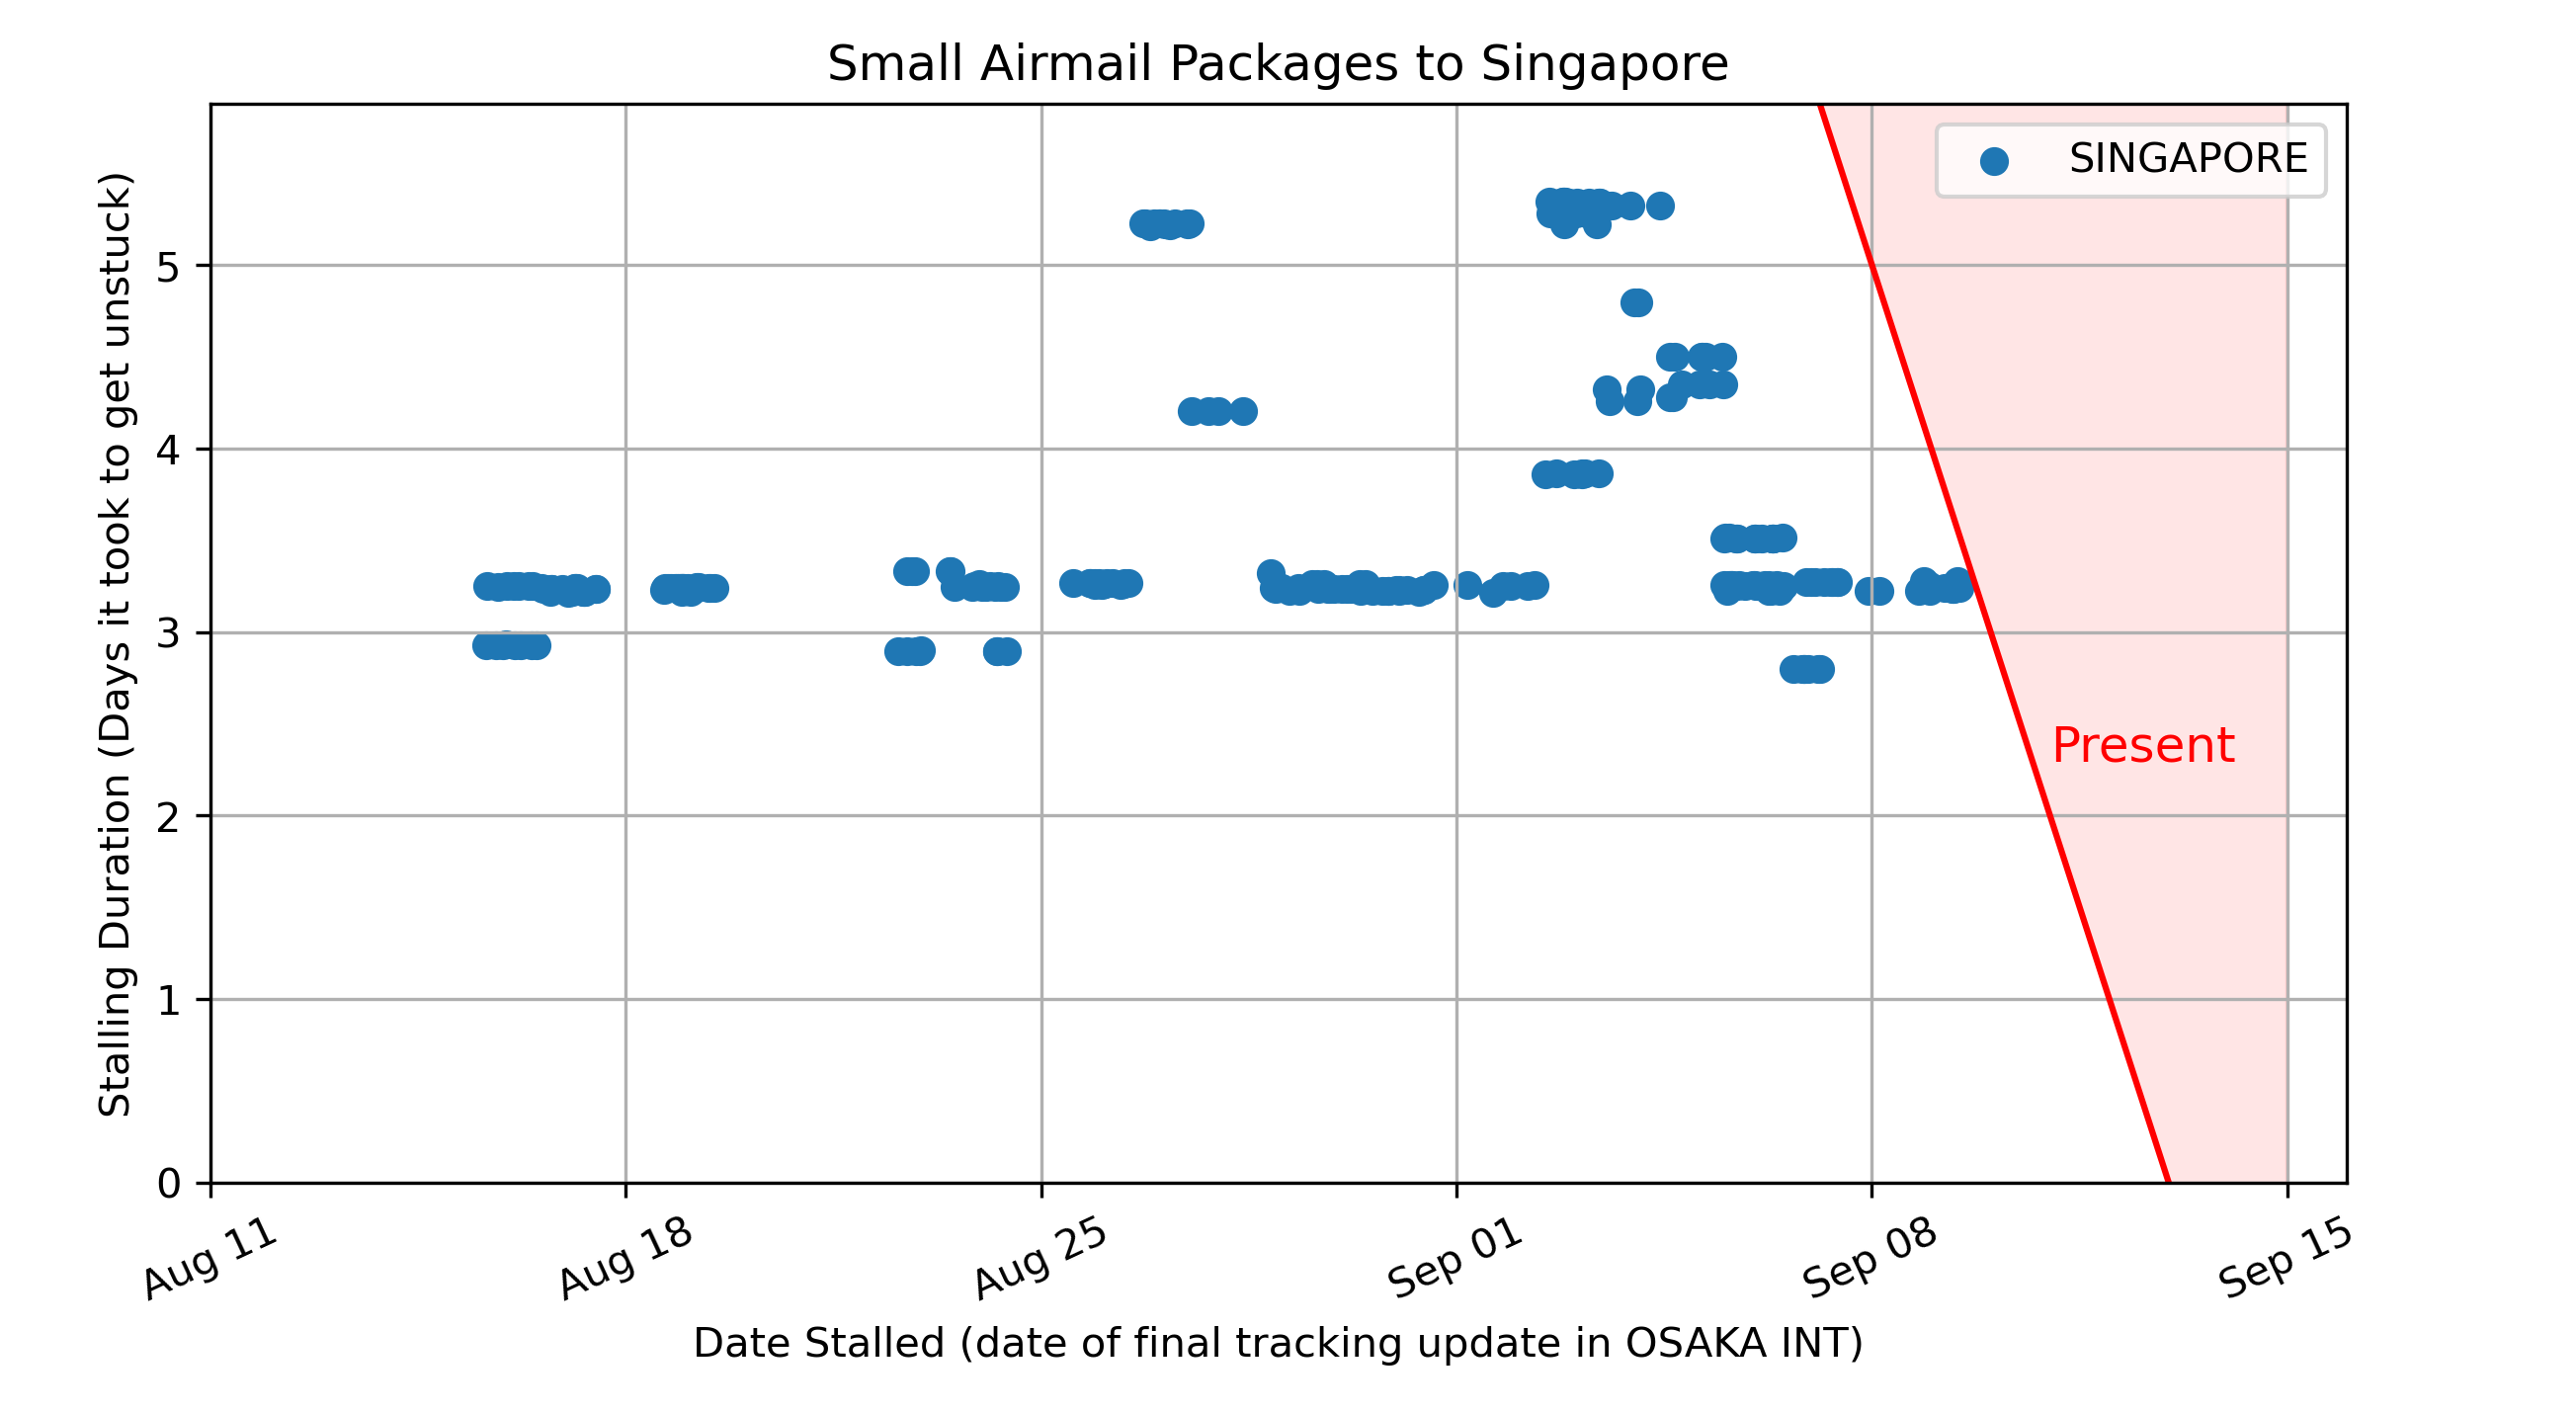 Small Airmail Packages to Singapore
SINGAPORE
Stalling Duration (Days it took to get unstuck)
5
4
3
2
1
0
Present
Aug 11
Aug 18
Aug 25
Sep 01
Sep 08
Sep 15
Date Stalled (date of final tracking update in OSAKA INT)